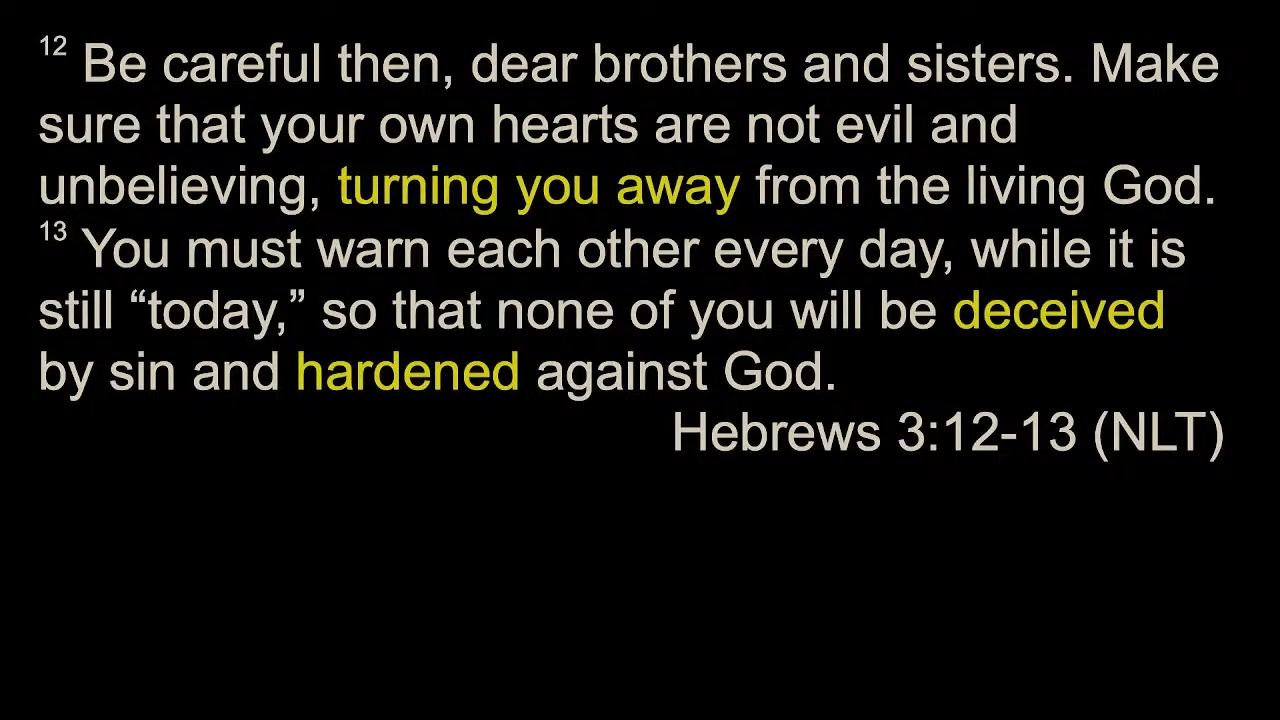 12 Be careful then, dear brothers and sisters. Make
sure that your own hearts are not evil and
unbelieving, turning you away from the living God.
13 You must warn each other every day, while it is
still “today,” so that none of you will be deceived
by sin and hardened against God.
Hebrews 3:12-13 (NLT)